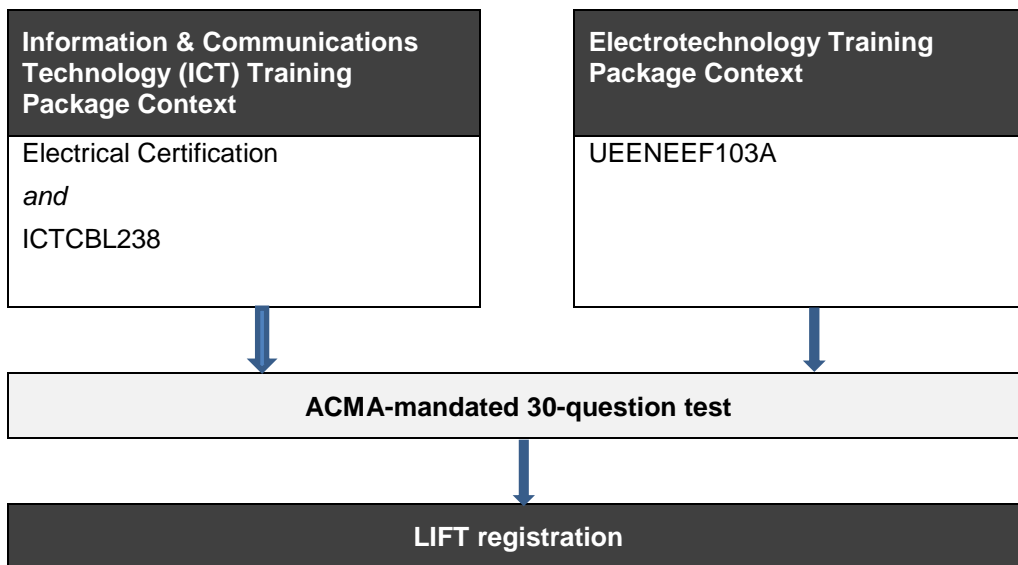 Information & Communications
Technology (ICT) Training
Package Context
Electrical Certification
and
ICTCBL238
Electrotechnology Training
Package Context
UEENEEF103A
ACMA-mandated 30-question test
LIFT registration